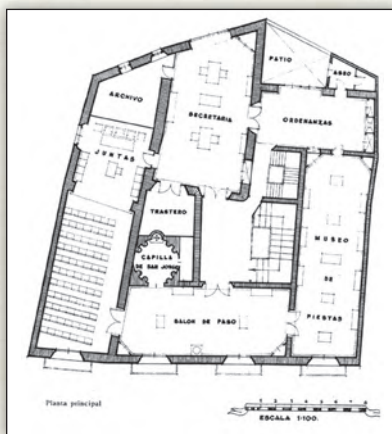 PATIO
ASEO
ARCHIVO
SECRETARIA
ORDENANZAS
JUNTAS
TRASTERO
CAPILLA
DE SAN JORGE
MUSEO
DE
FIESTAS
SALON DE PASO
Planta principal
ESCALA 1:100.